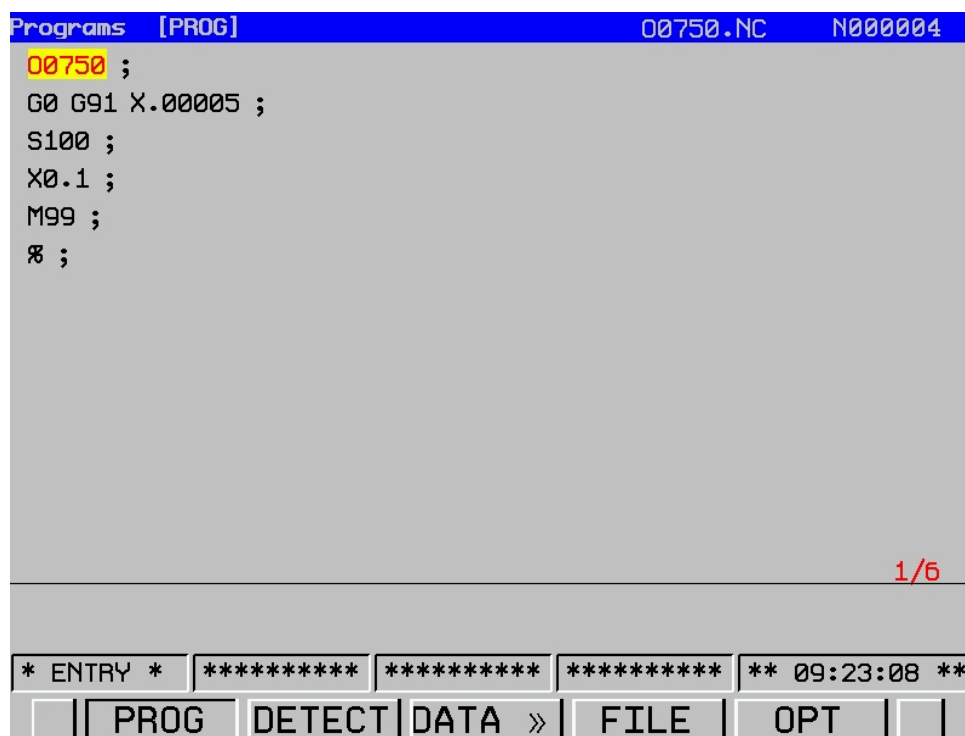 Programs [PROG] O0750.NC N000004
O0750 ;
G0 G91 X.00005 ;
S100 ;
X0.1 ;
M99 ;
% ;
1/6
* ENTRY * ********** ********** ********** ** 09:23:08 **
PROG DETECT DATA » FILE OPT